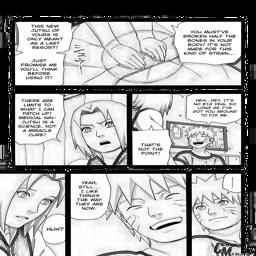 THIS NEW
JUTSU OF
YOURS IS
ONLY MEANT
AS A LAST
RESORT!
JUST
PROMISE ME
YOU'LL THINK
BEFORE
USING IT!
YOU MUST'VE
BROKEN HALF
THE BONES IN
YOUR BODY! IT'S
NOT MADE FOR
THIS KIND OF
STRAIN...
THERE ARE
LIMITS TO
WHAT I CAN
PATCH UP!
MEDICAL NIN-
JUTSU IS A
SCIENCE, NOT
A MIRACLE
CURE!
HEH, HEY, IT'S
NO BIG DEAL SO
LONG AS I'VE
GOT YOU AROUND
TO FIX ME.
THAT'S
NOT THE
POINT!
YEAH,
STILL...
I LIKE
THINGS
THE WAY
THEY ARE
NOW.
HUH?